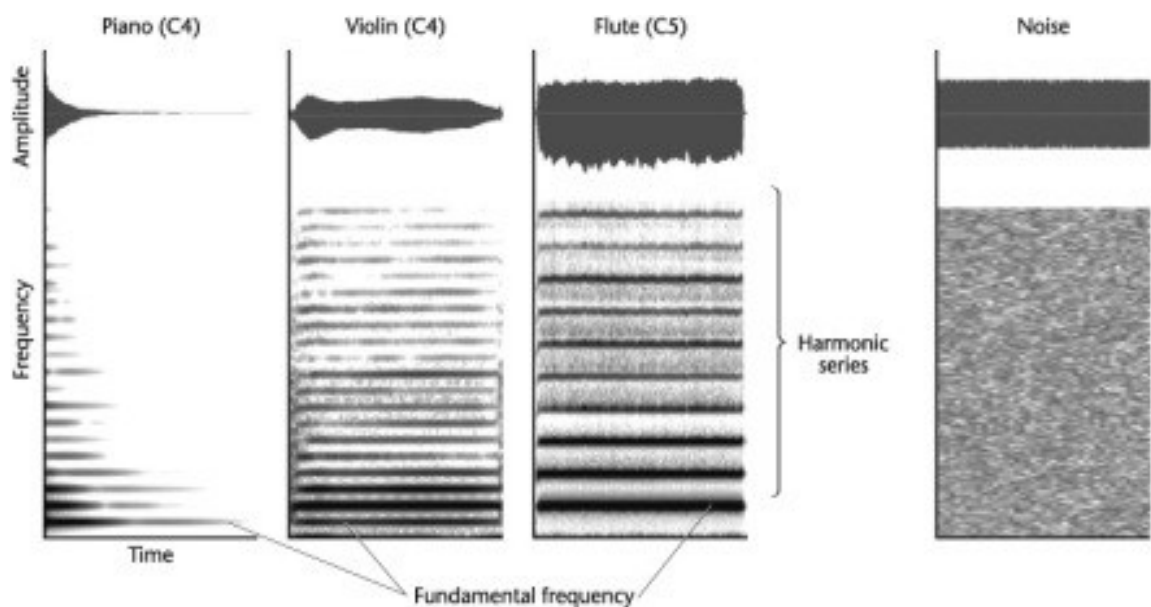 Piano (C4)
Violin (C4)
Flute (C5)
Noise
Amplitude
Frequency
Harmonic
series
Time
Fundamental frequency